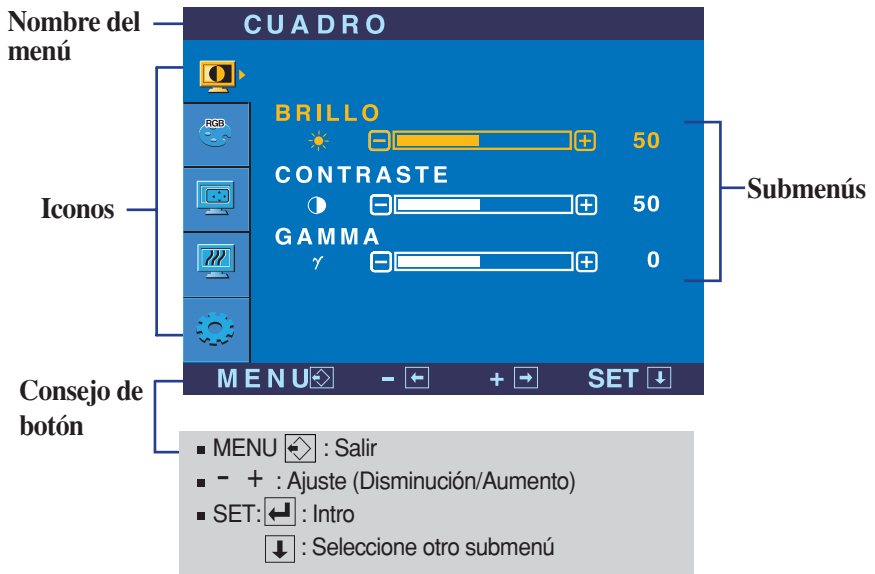 Nombre del
menú
CUADRO
RGB
BRILLO
50
CONTRASTE
50
GAMMA
γ
0
Iconos
Submenús
MENU - + SET
Consejo de
botón
▪ MENU : Salir
▪ - + : Ajuste (Disminución/Aumento)
▪ SET: : Intro
: Seleccione otro submenú